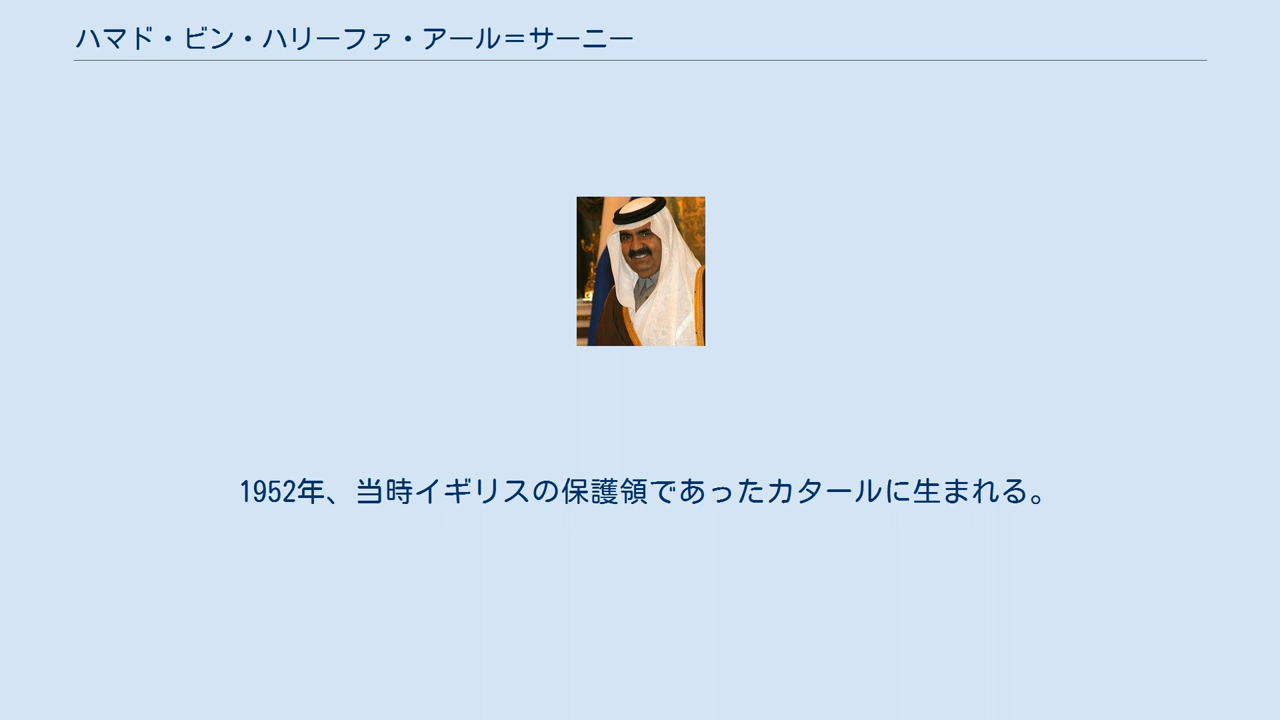 ハマド・ビン・ハリーファ・アール＝サーニー
1952年、当時イギリスの保護領であったカタールに生まれる。